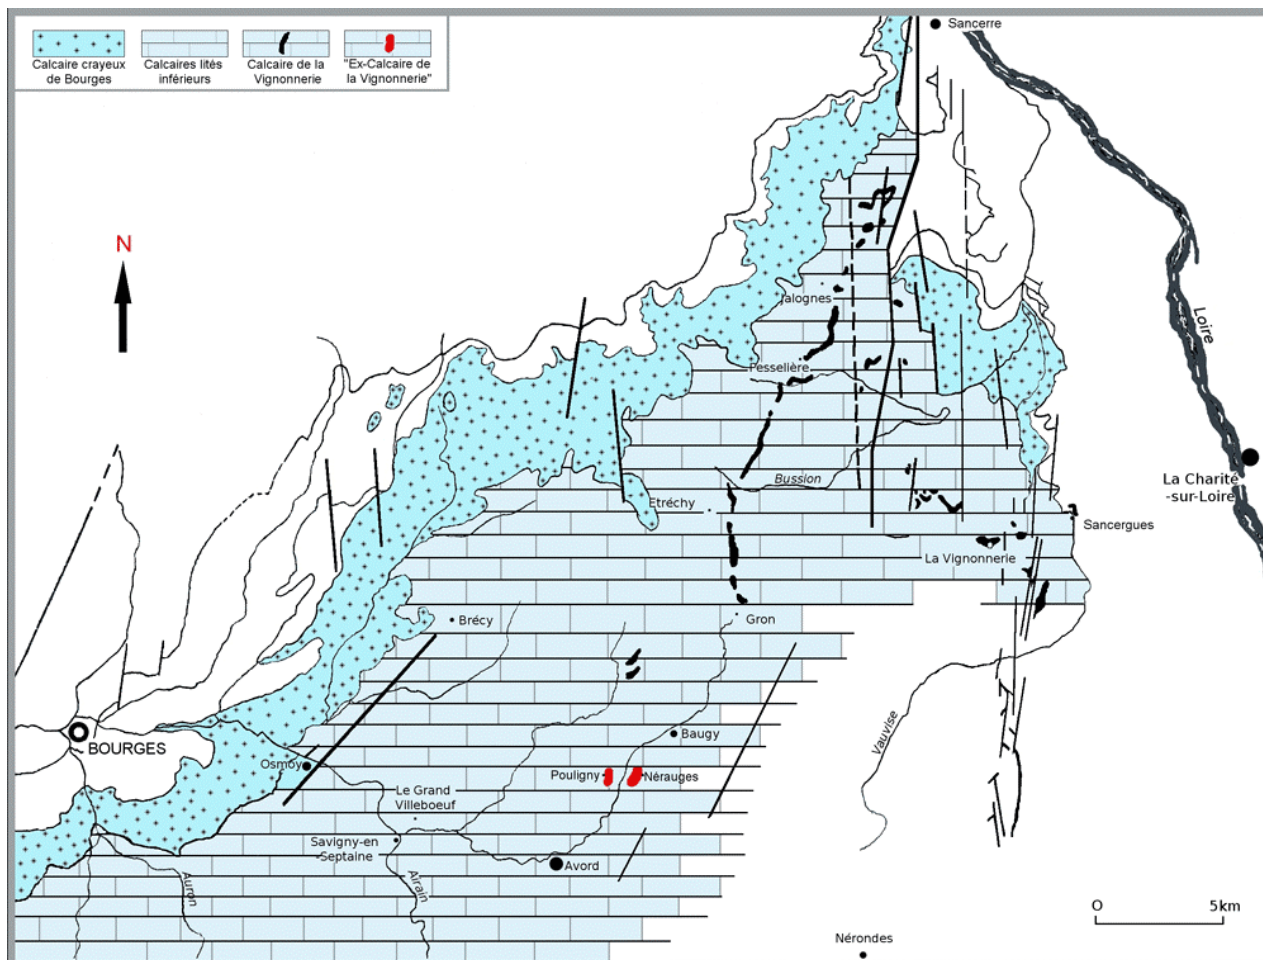 Calcaire crayeux
de Bourges
Calcaires lités
inférieurs
Calcaire de la
Vignonnerie
"Ex-Calcaire de
la Vignonnerie"
Sancerre
N
Jalognes
Loire
Pesselière
La Charité
-sur-Loire
Bussion
Etréchy
Sancergues
La Vignonnerie
Brécy
Gron
Vauvise
Baugy
BOURGES
Osmoy
Pouligny
Nérauges
Le Grand
Villeboeuf
Savigny-en
-Septaine
Avord
Auron
Airain
O 5km
Nérondes